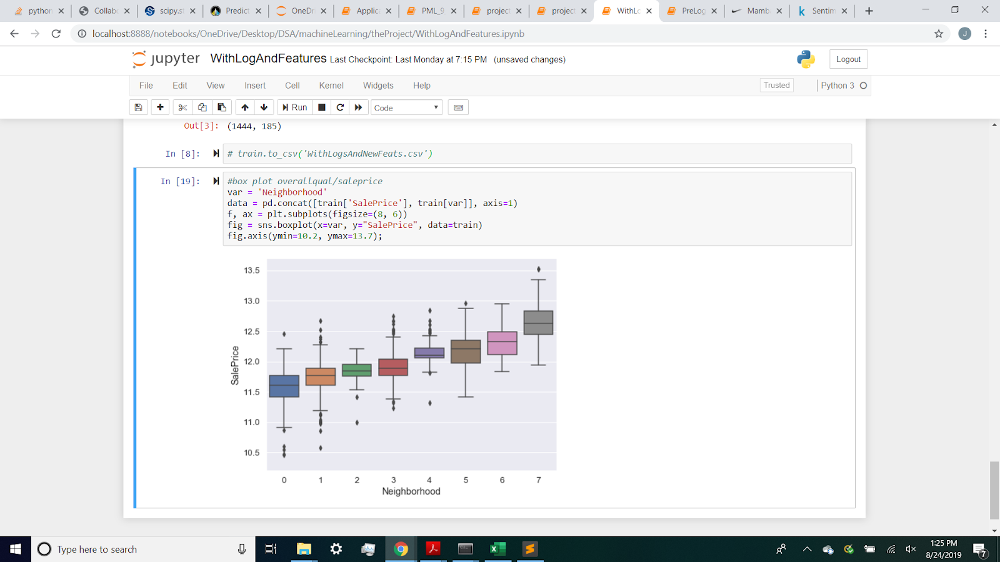 python
Collab
scipy.st
Predict
OneDr
Applic
PML_9
project
project
WithLo
PreLog
Mamb
k Sentim
localhost:8888/notebooks/OneDrive/Desktop/DSA/machineLearning/theProject/WithLogAndFeatures.ipynb
J
jupyter WithLogAndFeatures Last Checkpoint: Last Monday at 7:15 PM (unsaved changes)
Logout
File Edit View Insert Cell Kernel Widgets Help
Trusted
Python 3
Run
Code
Out[3]: (1444, 185)
In [8]: # train.to_csv('WithLogsAndNewFeats.csv')
In [19]: #box plot overallqual/saleprice
var = 'Neighborhood'
data = pd.concat([train['SalePrice'], train[var]], axis=1)
f, ax = plt.subplots(figsize=(8, 6))
fig = sns.boxplot(x=var, y="SalePrice", data=train)
fig.axis(ymin=10.2, ymax=13.7);
13.5
13.0
12.5
12.0
11.5
11.0
10.5
SalePrice
0 1 2 3 4 5 6 7
Neighborhood
Type here to search
1:25 PM
8/24/2019
7